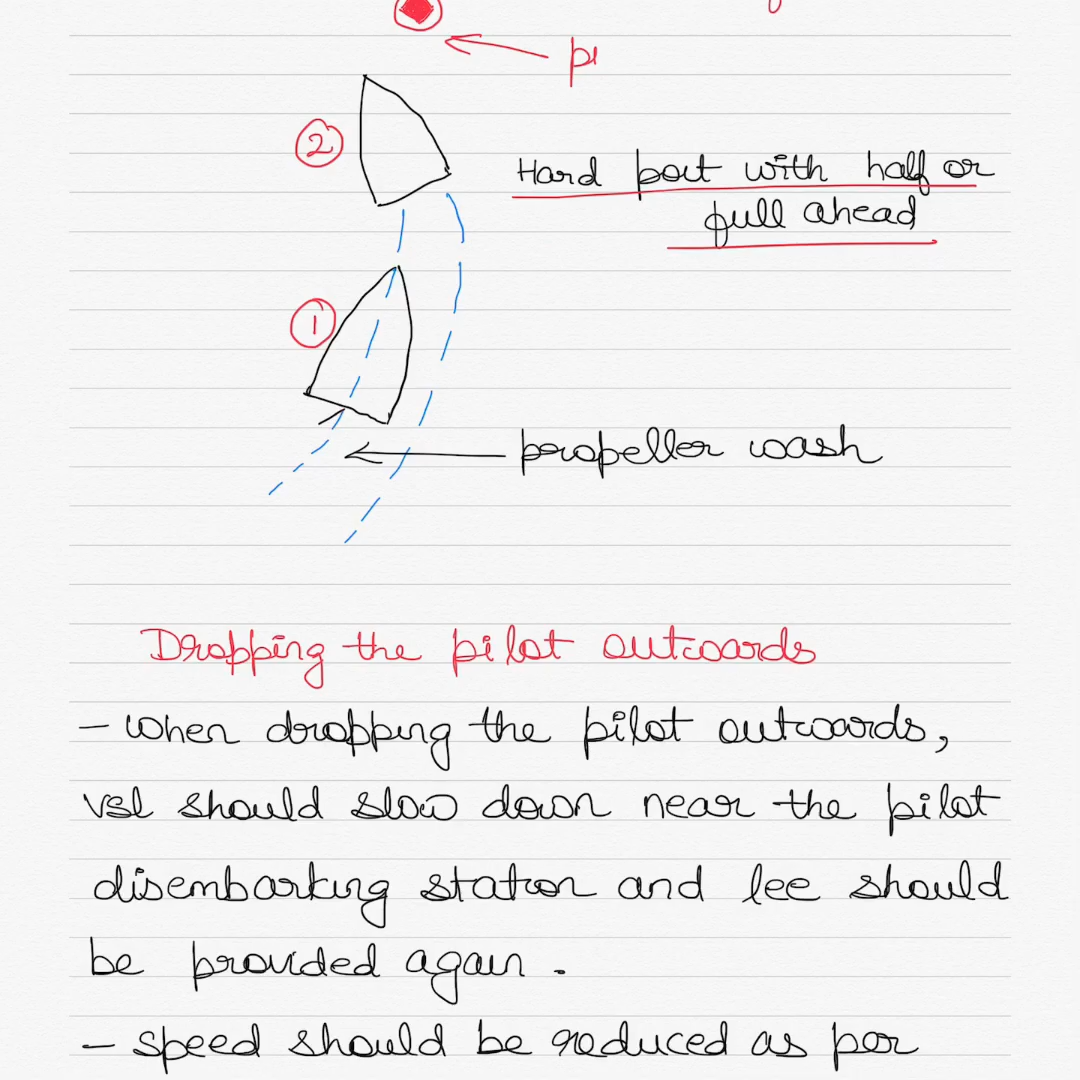 2
Hard port with half or
full ahead
1
propeller wash
Dropping the pilot outwards
- when dropping the pilot outwards,
vsl should slow down near the pilot
disembarking station and lee should
be provided again.
- speed should be reduced as per